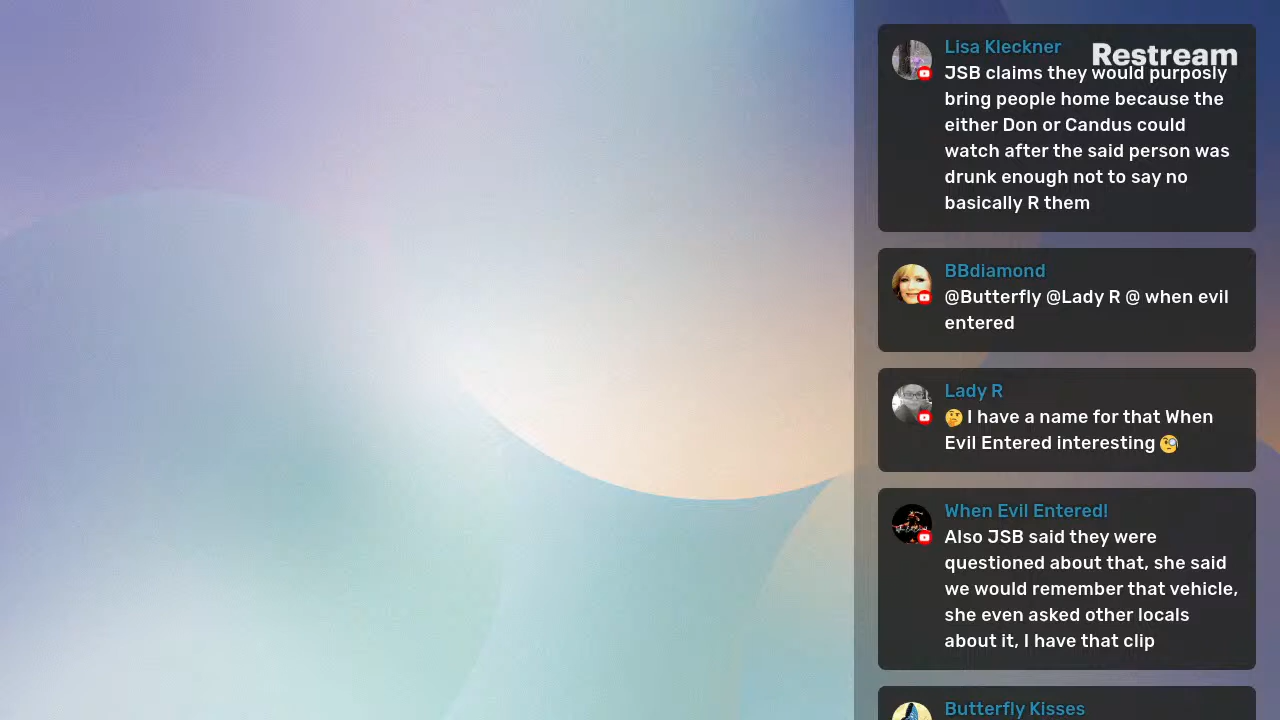 Lisa Kleckner
Restream
JSB claims they would purposly
bring people home because the
either Don or Candus could
watch after the said person was
drunk enough not to say no
basically R them
BBdiamond
@Butterfly @Lady R @ when evil
entered
Lady R
🤔 I have a name for that When
Evil Entered interesting 🧐
When Evil Entered!
Also JSB said they were
questioned about that, she said
we would remember that vehicle,
she even asked other locals
about it, I have that clip
Butterfly Kisses